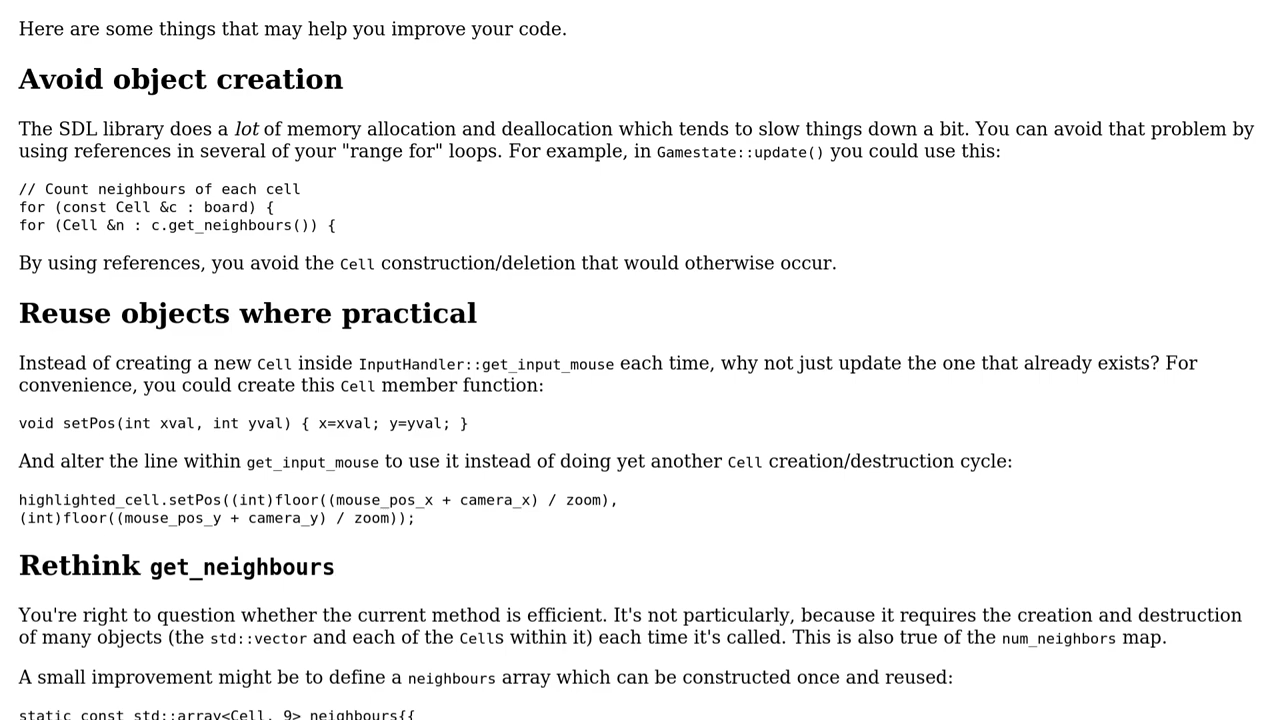 Here are some things that may help you improve your code.
Avoid object creation
The SDL library does a lot of memory allocation and deallocation which tends to slow things down a bit. You can avoid that problem by
using references in several of your "range for" loops. For example, in Gamestate::update() you could use this:
// Count neighbours of each cell
for (const Cell &c : board) {
for (Cell &n : c.get_neighbours()) {
By using references, you avoid the Cell construction/deletion that would otherwise occur.
Reuse objects where practical
Instead of creating a new Cell inside InputHandler::get_input_mouse each time, why not just update the one that already exists? For
convenience, you could create this Cell member function:
void setPos(int xval, int yval) { x=xval; y=yval; }
And alter the line within get_input_mouse to use it instead of doing yet another Cell creation/destruction cycle:
highlighted_cell.setPos((int)floor((mouse_pos_x + camera_x) / zoom),
(int)floor((mouse_pos_y + camera_y) / zoom));
Rethink get_neighbours
You're right to question whether the current method is efficient. It's not particularly, because it requires the creation and destruction
of many objects (the std::vector and each of the Cells within it) each time it's called. This is also true of the num_neighbors map.
A small improvement might be to define a neighbours array which can be constructed once and reused:
static const std::array<Cell, 9> neighbours{{